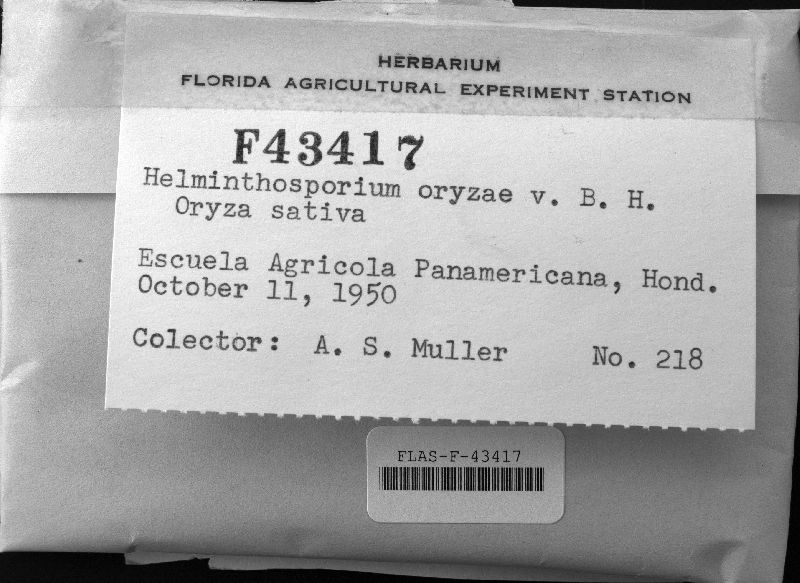 HERBARIUM
FLORIDA AGRICULTURAL EXPERIMENT STATION
F43417
Helminthosporium oryzae v. B. H.
Oryza sativa
Escuela Agricola Panamericana, Hond.
October 11, 1950
Colector: A. S. Muller No. 218
FLAS-F-43417